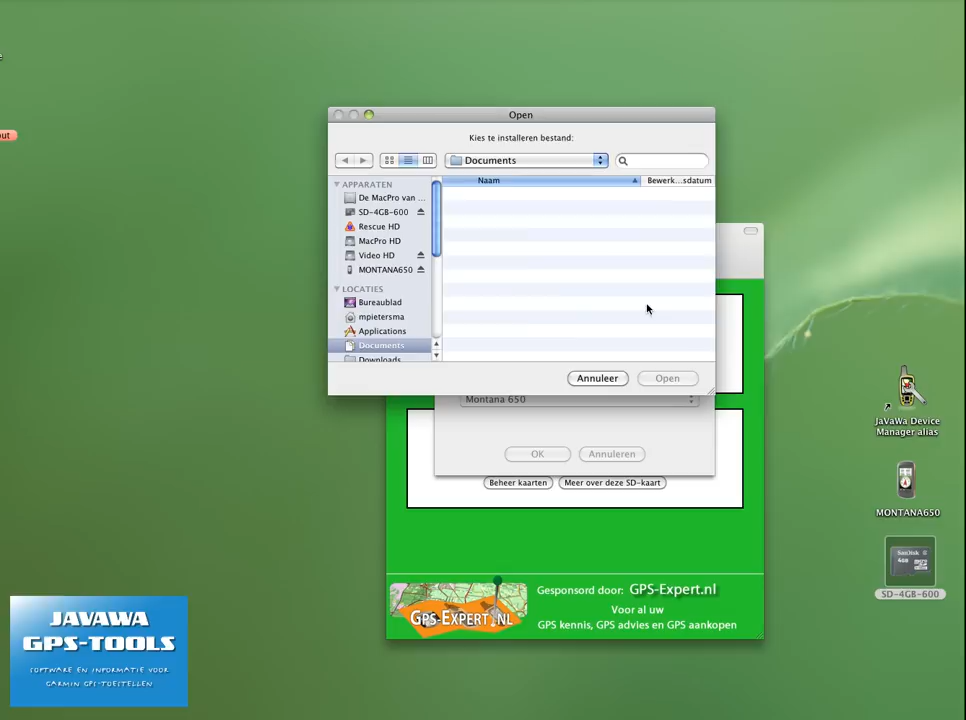 Open
Kies te installeren bestand:
Documents
Naam
Bewerk...sdatum
APPARATEN
De MacPro van ...
SD-4GB-600
Rescue HD
MacPro HD
Video HD
MONTANA650
LOCATIES
Bureaublad
mpietersma
Applications
Documents
Downloads
Annuleer
Open
out
Montana 650
OK
Annuleren
Beheer kaarten
Meer over deze SD-kaart
JaVaWa Device
Manager alias
MONTANA650
SanDisk
4GB
SD-4GB-600
GPS-EXPERT.NL
Gesponsord door: GPS-Expert.nl
Voor al uw
GPS kennis, GPS advies en GPS aankopen
JAVAWA
GPS-TOOLS
SOFTWARE EN INFORMATIE VOOR
GARMIN GPS-TOESTELLEN